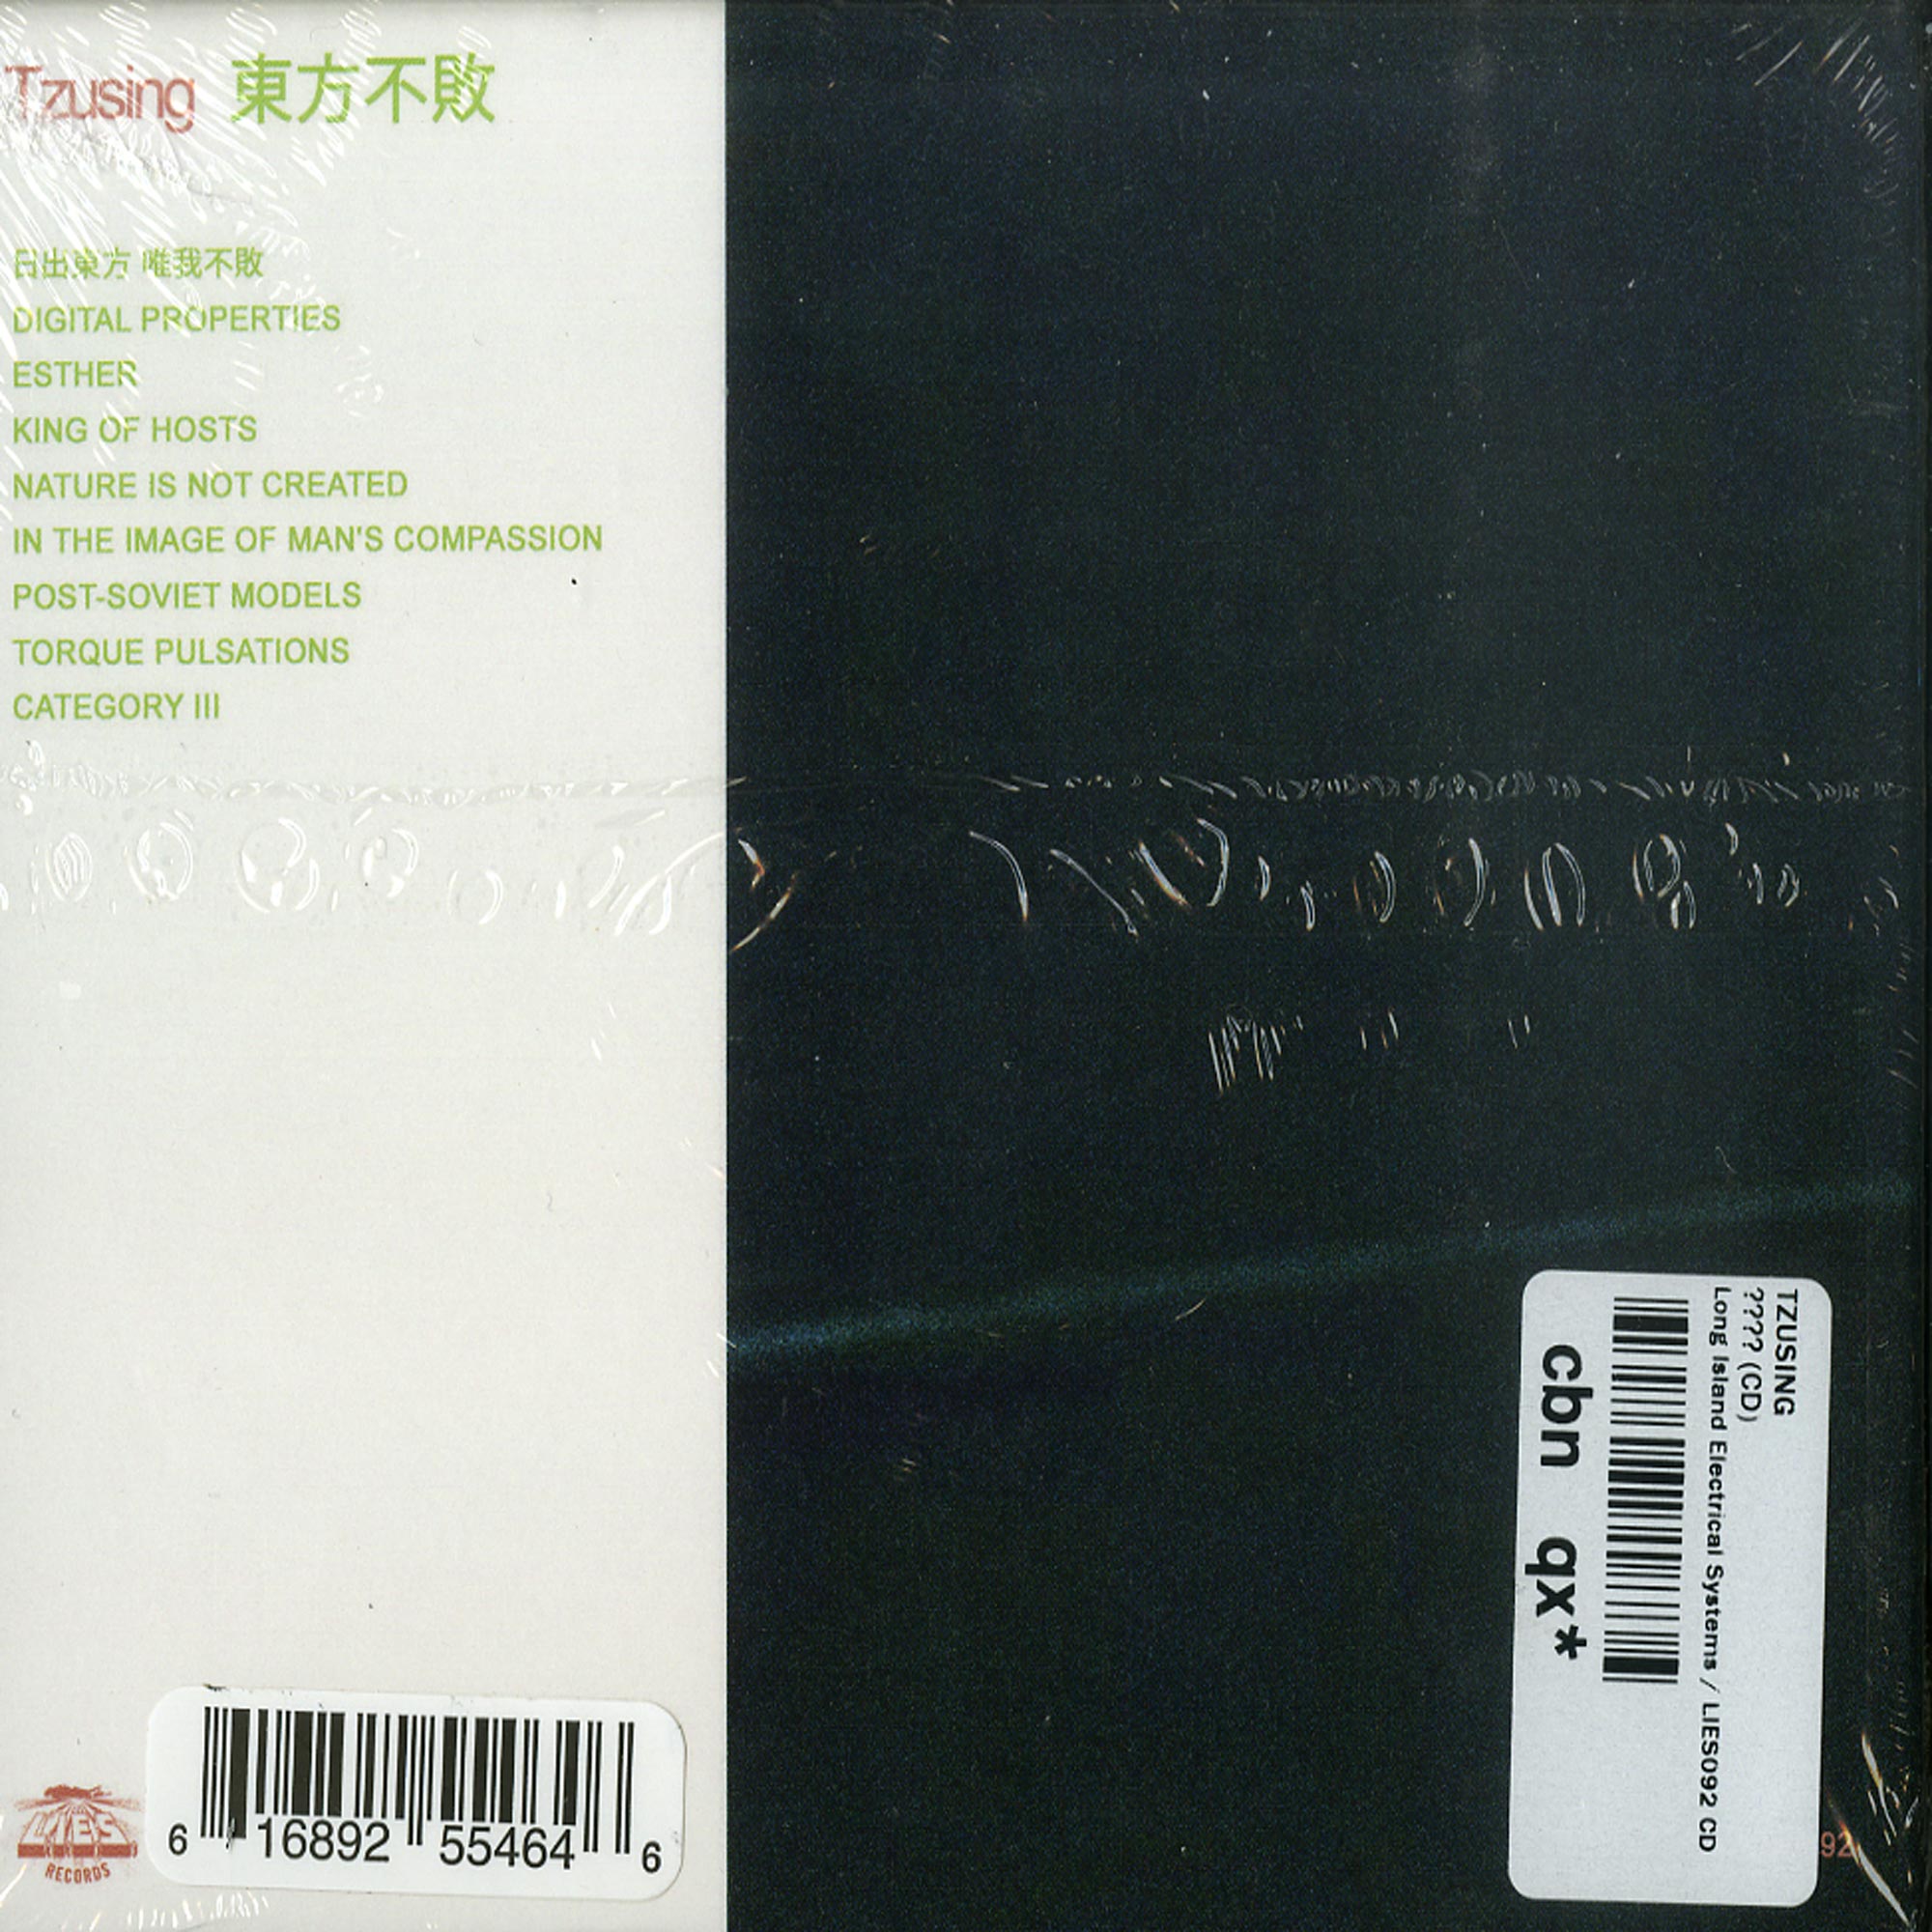 Tzusing 東方不敗
日出東方 唯我不敗
DIGITAL PROPERTIES
ESTHER
KING OF HOSTS
NATURE IS NOT CREATED
IN THE IMAGE OF MAN'S COMPASSION
POST-SOVIET MODELS
TORQUE PULSATIONS
CATEGORY III
L.I.E.S
RECORDS
6 16892 55464 6
TZUSING
???? (CD)
Long Island Electrical Systems / LIES092 CD
cbn qx*
92